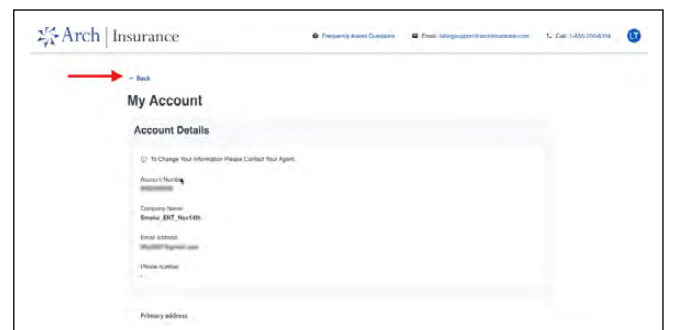 Arch | Insurance
Frequently Asked Questions
Email: billingsupport@archinsurance.com
Call:
LT
← Back
My Account
Account Details
To Change Your Information Please Contact Your Agent.
Account Number
Company Name
Smoke_ENT_Nov14th
Email address
Phone number
-
Primary address